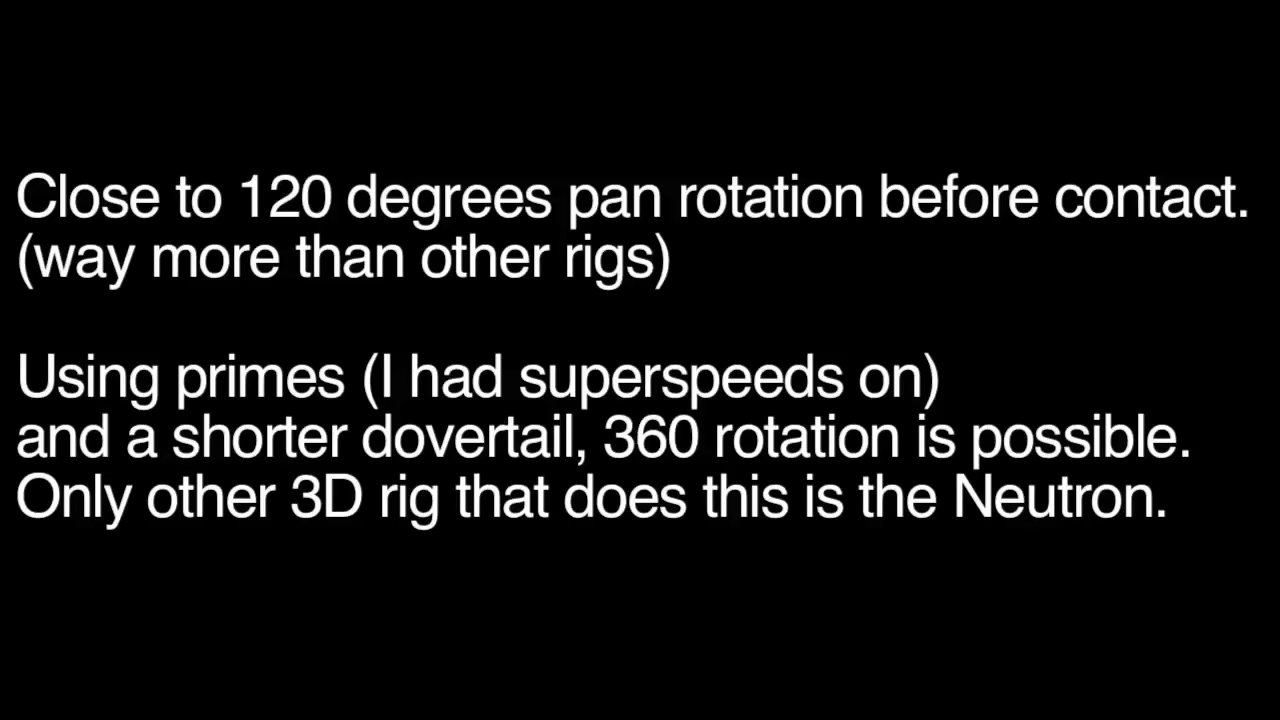 Close to 120 degrees pan rotation before contact.
(way more than other rigs)
Using primes (I had superspeeds on)
and a shorter dovertail, 360 rotation is possible.
Only other 3D rig that does this is the Neutron.